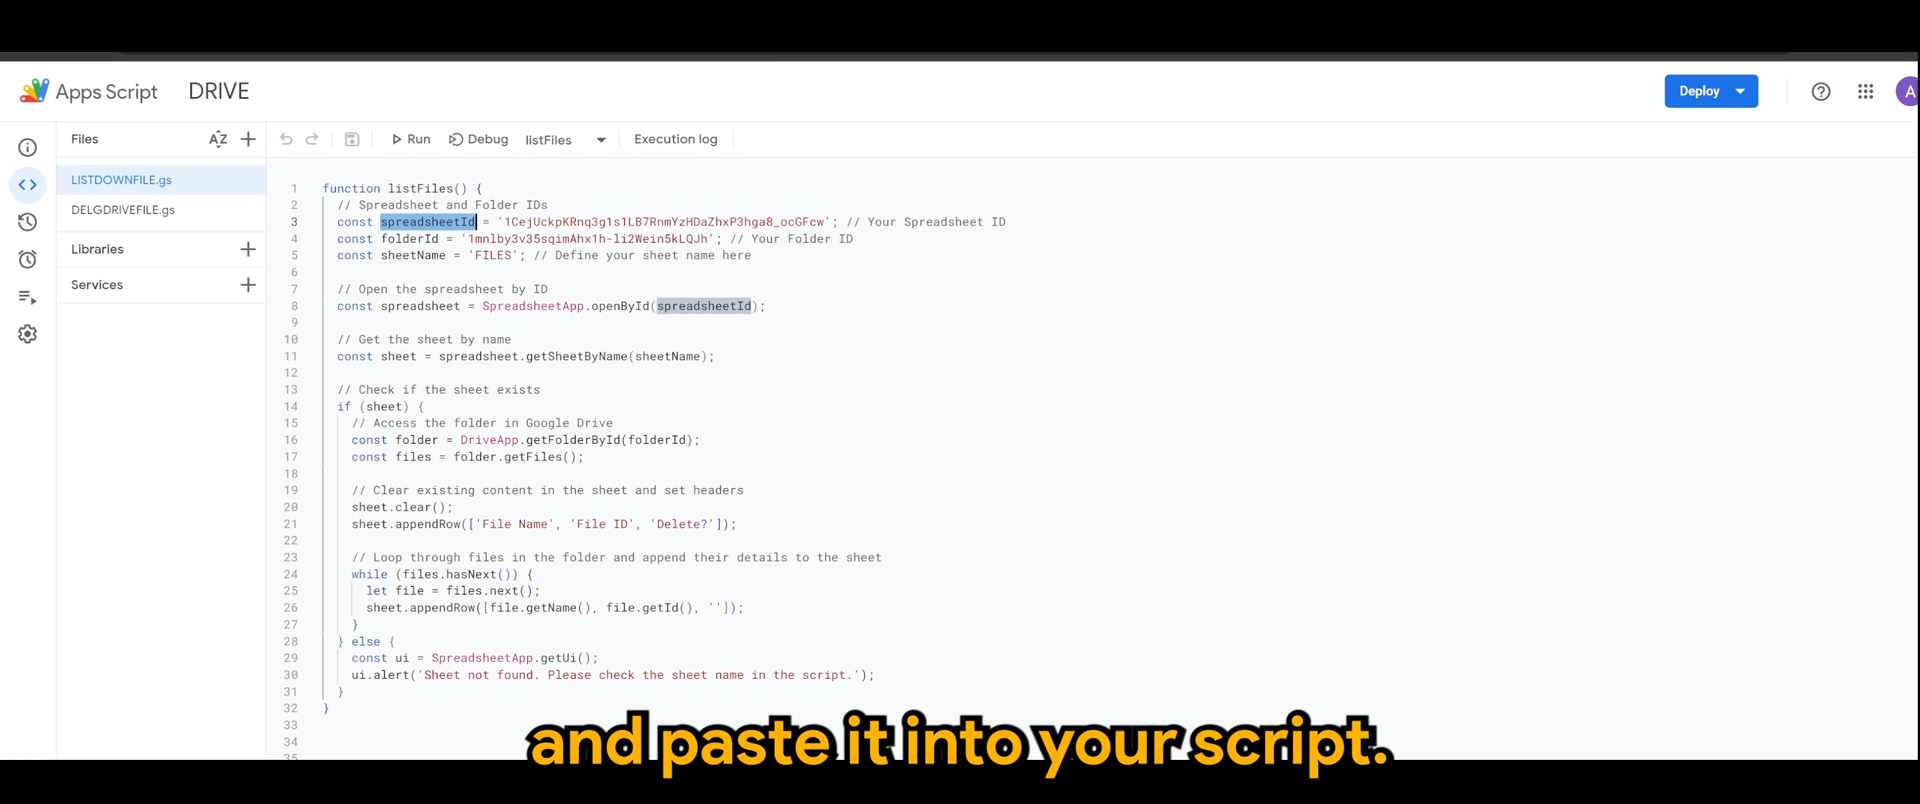 Apps Script DRIVE Deploy A
Files AZ Run Debug listFiles Execution log
LISTDOWNFILE.gs
DELGDRIVEFILE.gs
Libraries
Services
1 function listFiles() {
2 // Spreadsheet and Folder IDs
3 const spreadsheetId = '1CejUckpKRnq3g1s1LB7RnmYzHDaZhxP3hga8_ocGFcw'; // Your Spreadsheet ID
4 const folderId = '1mnlby3v35sqimAhx1h-li2Wein5kLQJh'; // Your Folder ID
5 const sheetName = 'FILES'; // Define your sheet name here
6
7 // Open the spreadsheet by ID
8 const spreadsheet = SpreadsheetApp.openById(spreadsheetId);
9
10 // Get the sheet by name
11 const sheet = spreadsheet.getSheetByName(sheetName);
12
13 // Check if the sheet exists
14 if (sheet) {
15 // Access the folder in Google Drive
16 const folder = DriveApp.getFolderById(folderId);
17 const files = folder.getFiles();
18
19 // Clear existing content in the sheet and set headers
20 sheet.clear();
21 sheet.appendRow(['File Name', 'File ID', 'Delete?']);
22
23 // Loop through files in the folder and append their details to the sheet
24 while (files.hasNext()) {
25 let file = files.next();
26 sheet.appendRow([file.getName(), file.getId(), '']);
27 }
28 } else {
29 const ui = SpreadsheetApp.getUi();
30 ui.alert('Sheet not found. Please check the sheet name in the script.');
31 }
32 }
33
34
35
and paste it into your script.